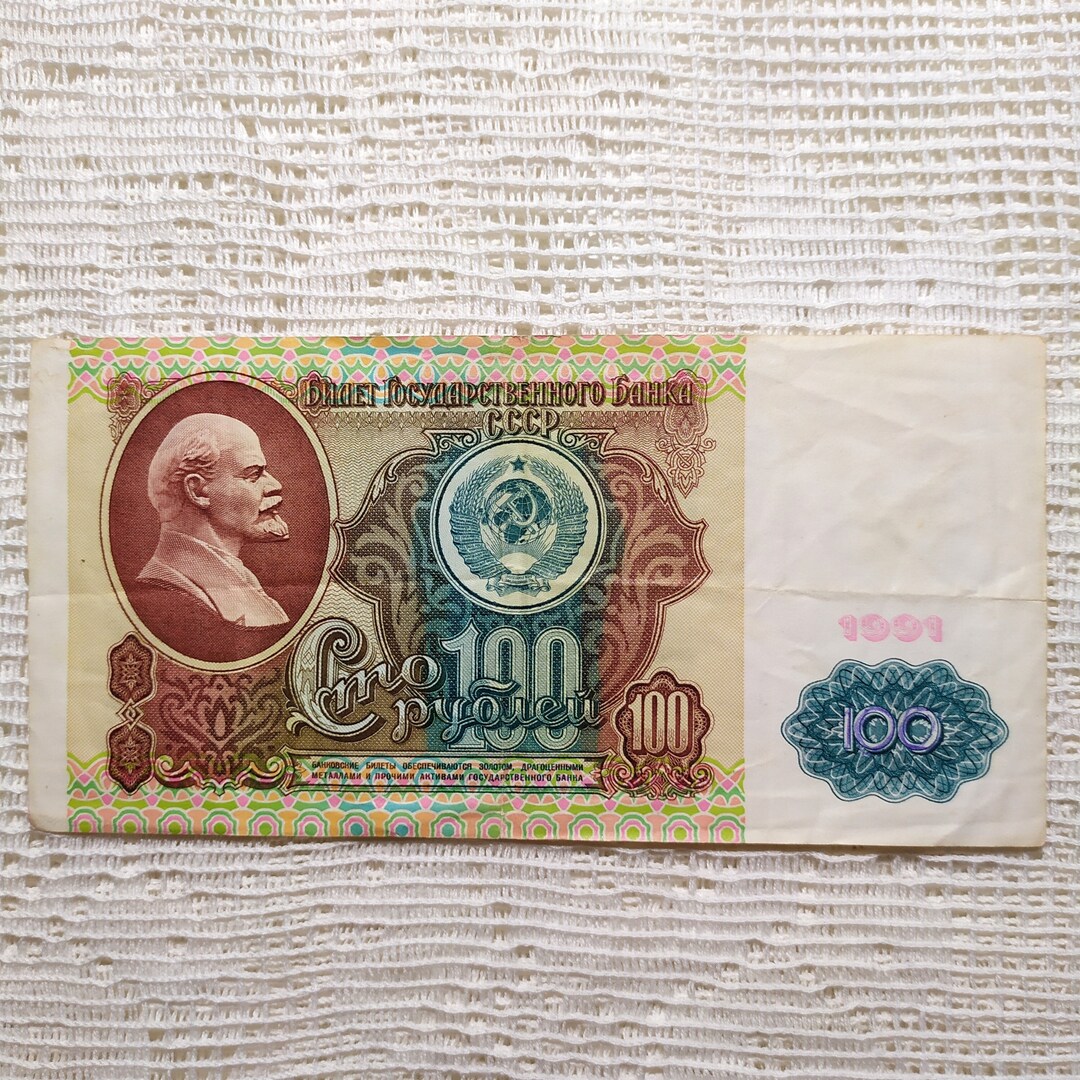 Билет Государственного Банка
СССР
100
Сто
рублей
100
БАНКОВСКИЕ БИЛЕТЫ ОБЕСПЕЧИВАЮТСЯ ЗОЛОТОМ, ДРАГОЦЕННЫМИ
МЕТАЛЛАМИ И ПРОЧИМИ АКТИВАМИ ГОСУДАРСТВЕННОГО БАНКА
1991
100